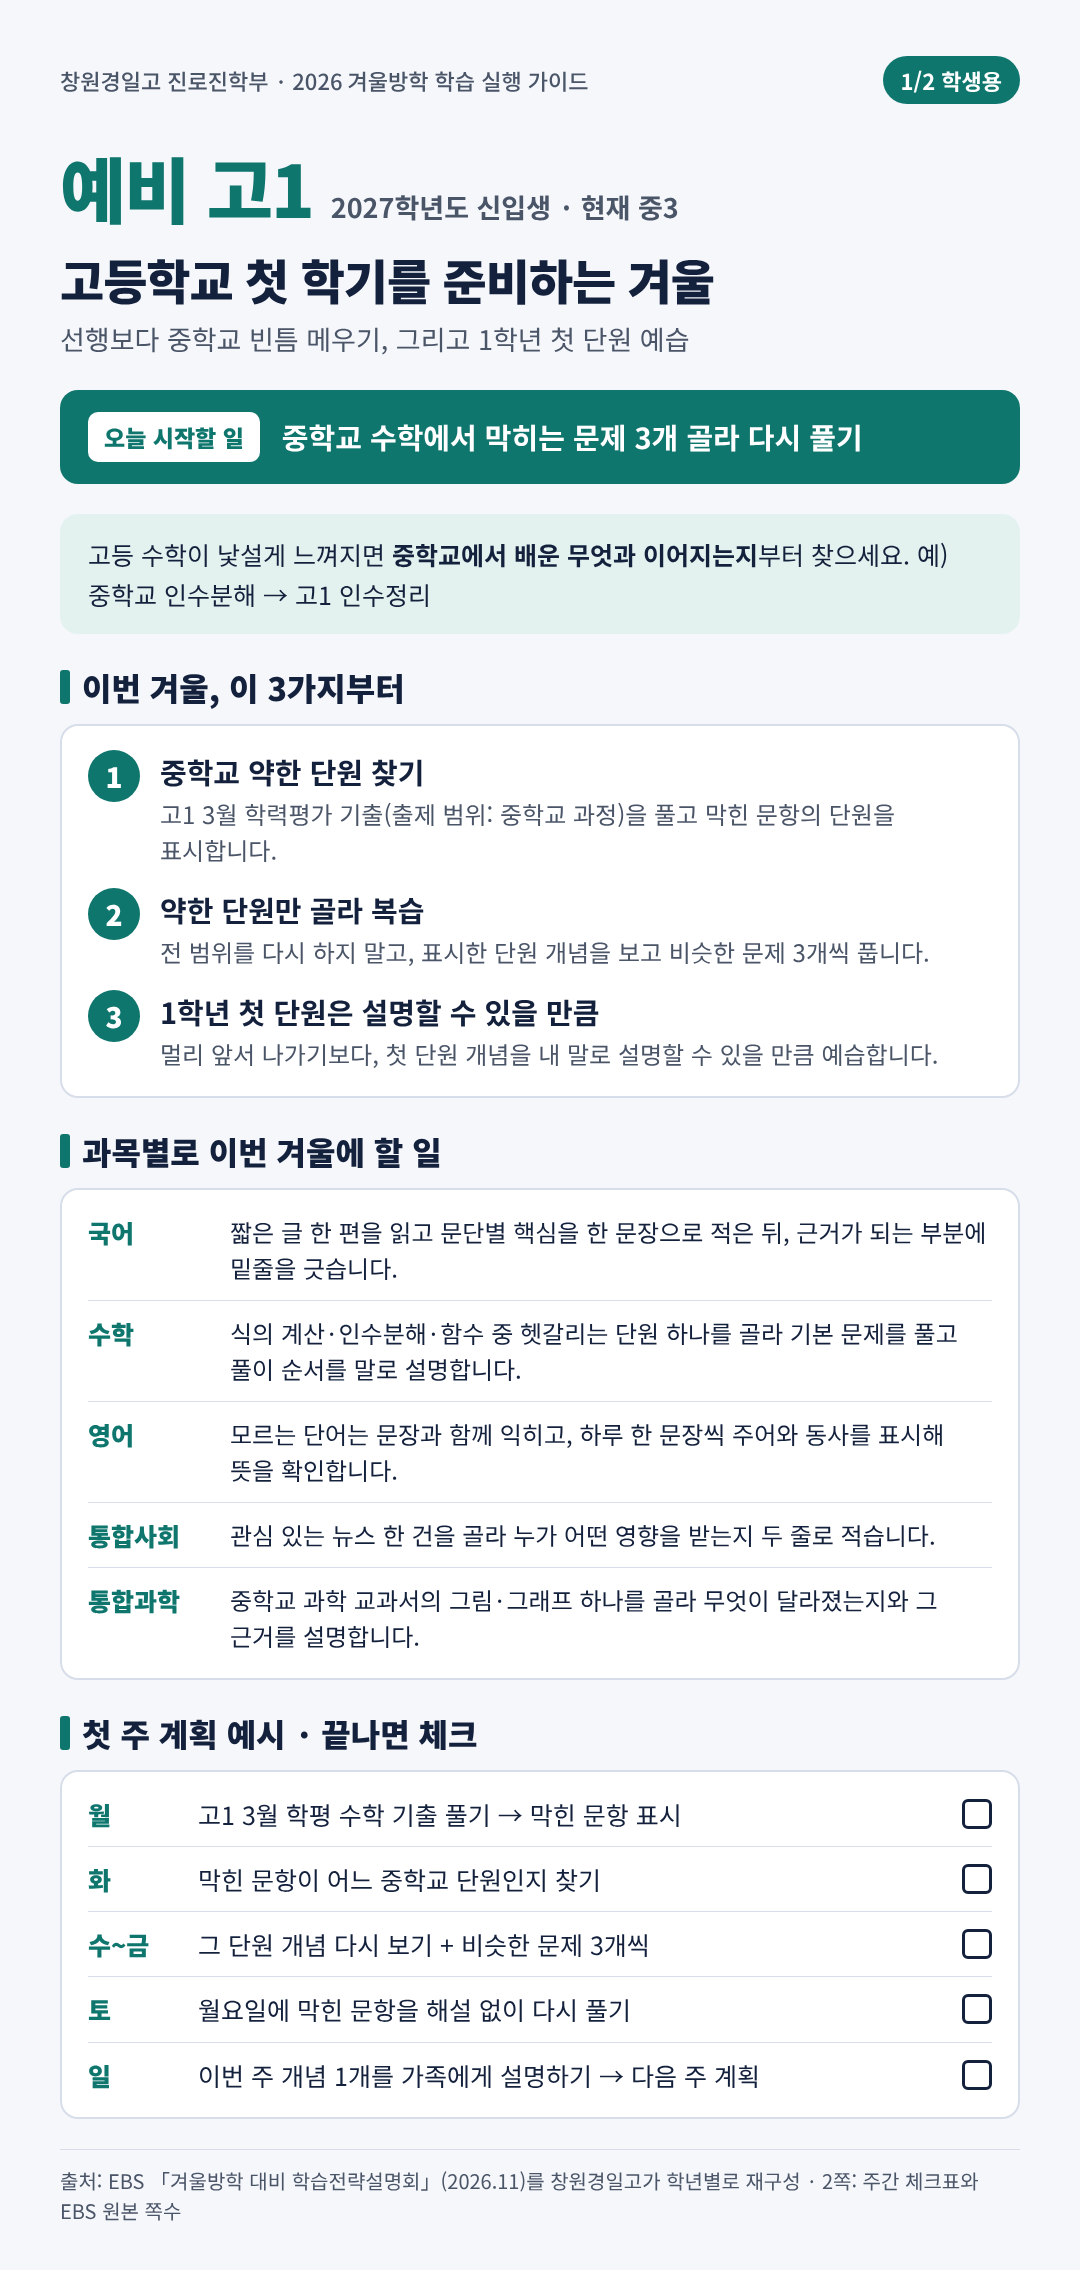 창원경일고 진로진학부 · 2026 겨울방학 학습 실행 가이드
1/2 학생용
예비 고1 2027학년도 신입생 · 현재 중3
고등학교 첫 학기를 준비하는 겨울
선행보다 중학교 빈틈 메우기, 그리고 1학년 첫 단원 예습
오늘 시작할 일 중학교 수학에서 막히는 문제 3개 골라 다시 풀기
고등 수학이 낯설게 느껴지면 중학교에서 배운 무엇과 이어지는지부터 찾으세요. 예)
중학교 인수분해 → 고1 인수정리
이번 겨울, 이 3가지부터
1 중학교 약한 단원 찾기
고1 3월 학력평가 기출(출제 범위: 중학교 과정)을 풀고 막힌 문항의 단원을
표시합니다.
2 약한 단원만 골라 복습
전 범위를 다시 하지 말고, 표시한 단원 개념을 보고 비슷한 문제 3개씩 풉니다.
3 1학년 첫 단원은 설명할 수 있을 만큼
멀리 앞서 나가기보다, 첫 단원 개념을 내 말로 설명할 수 있을 만큼 예습합니다.
과목별로 이번 겨울에 할 일
국어 짧은 글 한 편을 읽고 문단별 핵심을 한 문장으로 적은 뒤, 근거가 되는 부분에
밑줄을 긋습니다.
수학 식의 계산·인수분해·함수 중 헷갈리는 단원 하나를 골라 기본 문제를 풀고
풀이 순서를 말로 설명합니다.
영어 모르는 단어는 문장과 함께 익히고, 하루 한 문장씩 주어와 동사를 표시해
뜻을 확인합니다.
통합사회 관심 있는 뉴스 한 건을 골라 누가 어떤 영향을 받는지 두 줄로 적습니다.
통합과학 중학교 과학 교과서의 그림·그래프 하나를 골라 무엇이 달라졌는지와 그
근거를 설명합니다.
첫 주 계획 예시 · 끝나면 체크
월 고1 3월 학평 수학 기출 풀기 → 막힌 문항 표시
화 막힌 문항이 어느 중학교 단원인지 찾기
수~금 그 단원 개념 다시 보기 + 비슷한 문제 3개씩
토 월요일에 막힌 문항을 해설 없이 다시 풀기
일 이번 주 개념 1개를 가족에게 설명하기 → 다음 주 계획
출처: EBS 「겨울방학 대비 학습전략설명회」(2026.11)를 창원경일고가 학년별로 재구성 · 2쪽: 주간 체크표와
EBS 원본 쪽수